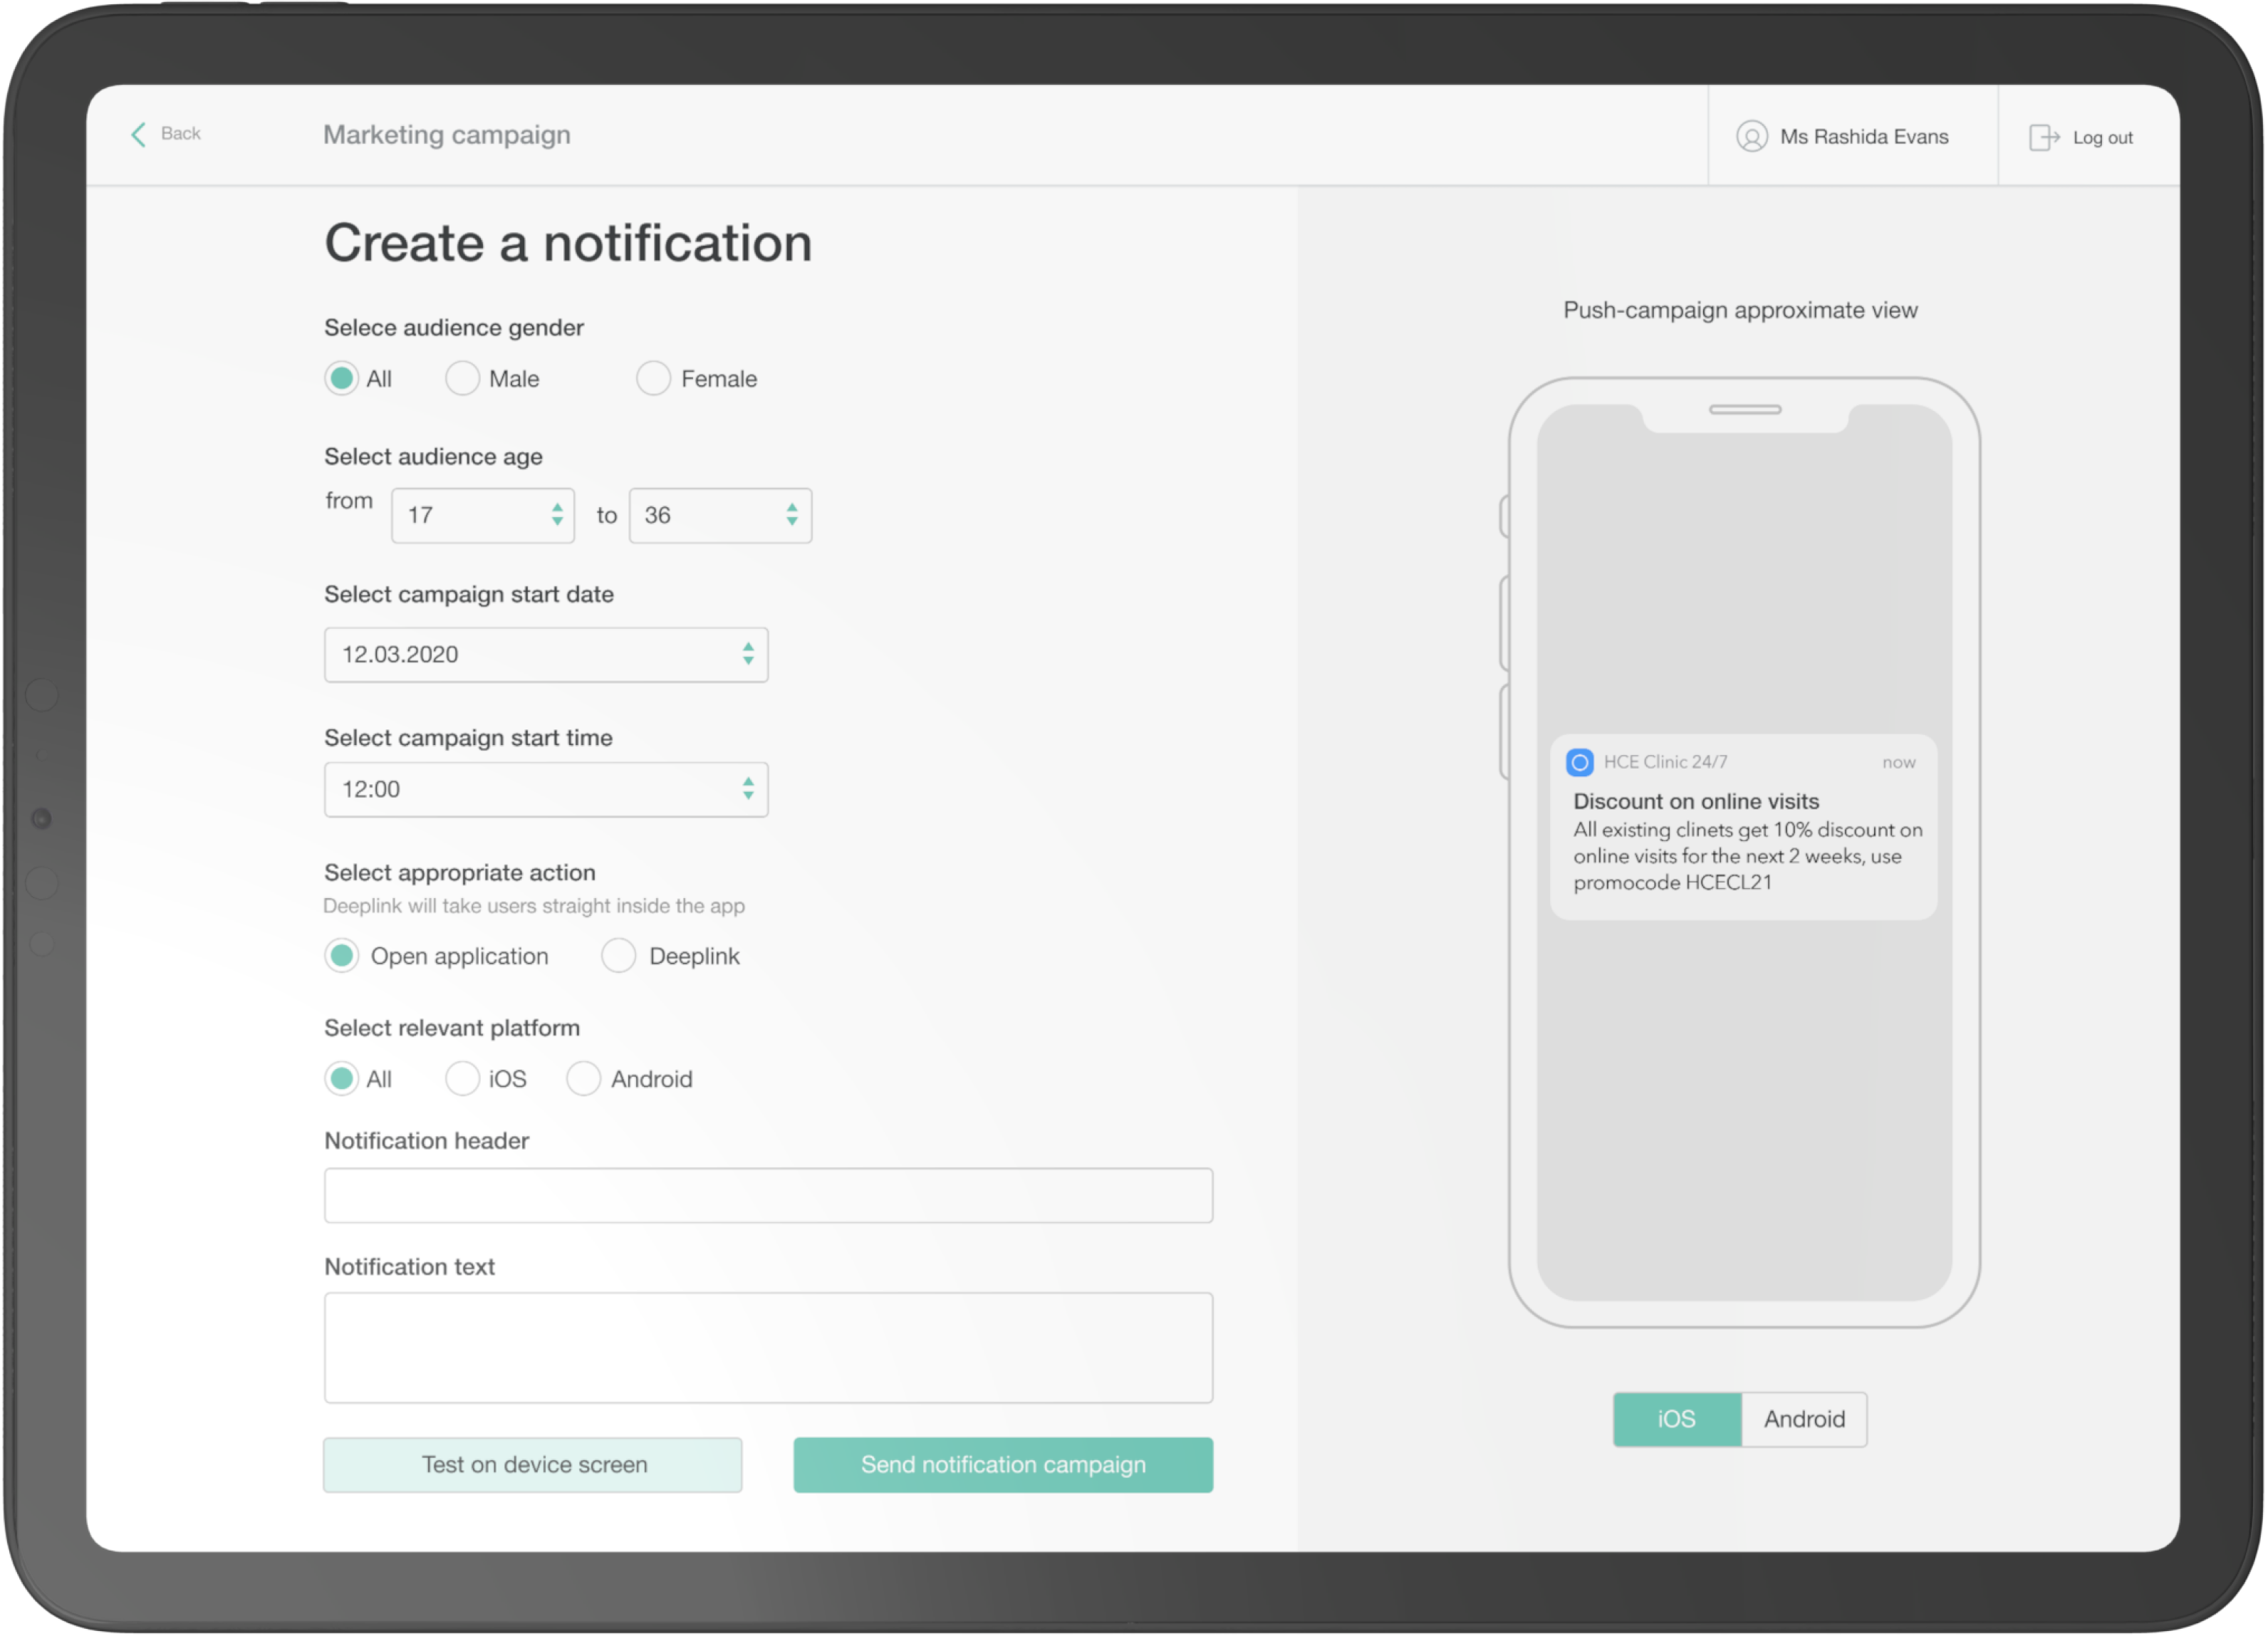 Back
Marketing campaign
Ms Rashida Evans
Log out
Create a notification
Selece audience gender
All
Male
Female
Select audience age
from
17
to
36
Select campaign start date
12.03.2020
Select campaign start time
12:00
Select appropriate action
Deeplink will take users straight inside the app
Open application
Deeplink
Select relevant platform
All
iOS
Android
Notification header
Notification text
Test on device screen
Send notification campaign
Push-campaign approximate view
HCE Clinic 24/7
now
Discount on online visits
All existing clinets get 10% discount on
online visits for the next 2 weeks, use
promocode HCECL21
iOS
Android